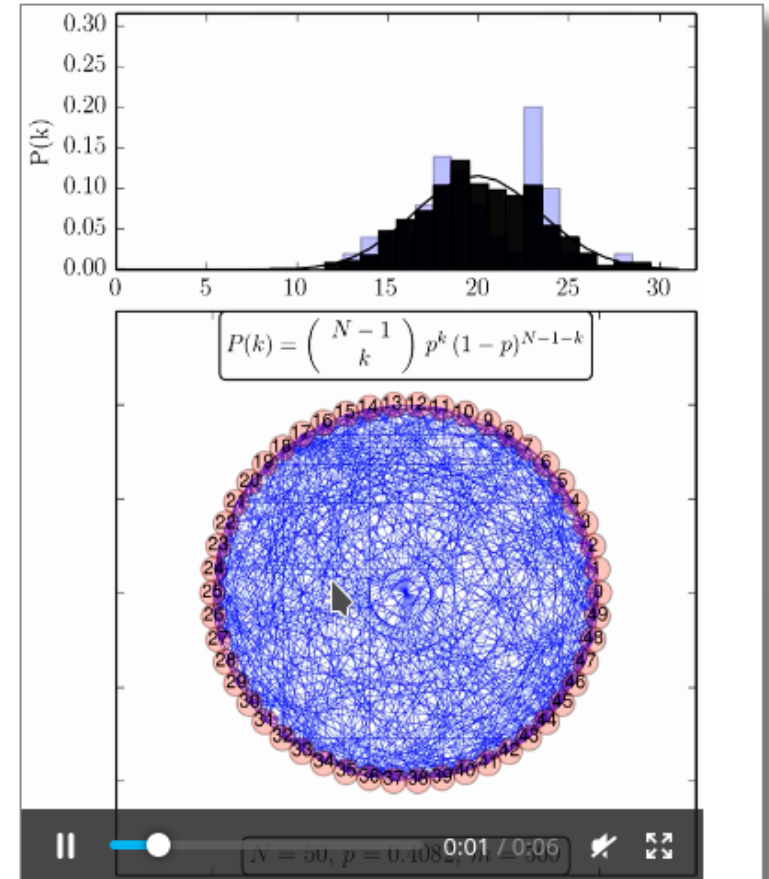 0.30
0.25
0.20
0.15
0.10
0.05
0.00
P(k)
0 5 10 15 20 25 30
P(k) = ( N − 1 k ) p^k (1 − p)^{N−1−k}
13 12 11 10 9 8 7 6 5 4 3 2 1 0
14 15 16 17 18 19 20 21 22 23 24 25 26 27 28 29 30 31 32 33 34 35 36 37 38 39 40 41 42 43 44 45 46 47 48 49
0:01 / 0:06
N = 50, p = 0.4082, m = 500